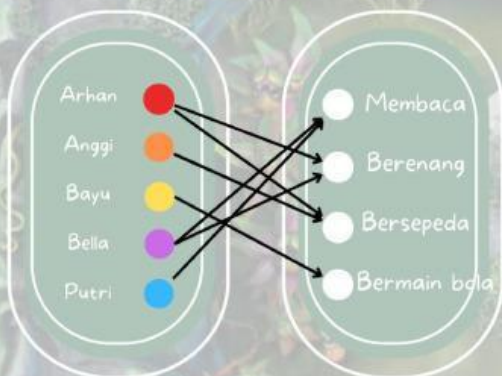 Arhan
Anggi
Bayu
Bella
Putri
Membaca
Berenang
Bersepeda
Bermain bola